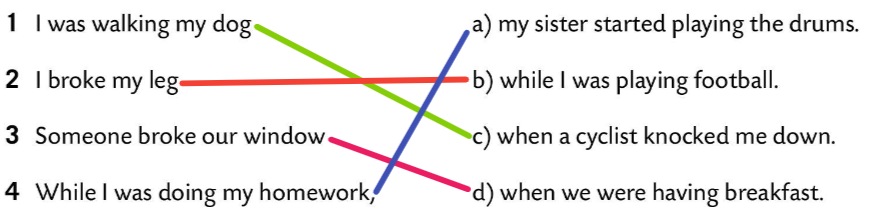 1 I was walking my dog a) my sister started playing the drums.
2 I broke my leg b) while I was playing football.
3 Someone broke our window c) when a cyclist knocked me down.
4 While I was doing my homework, d) when we were having breakfast.